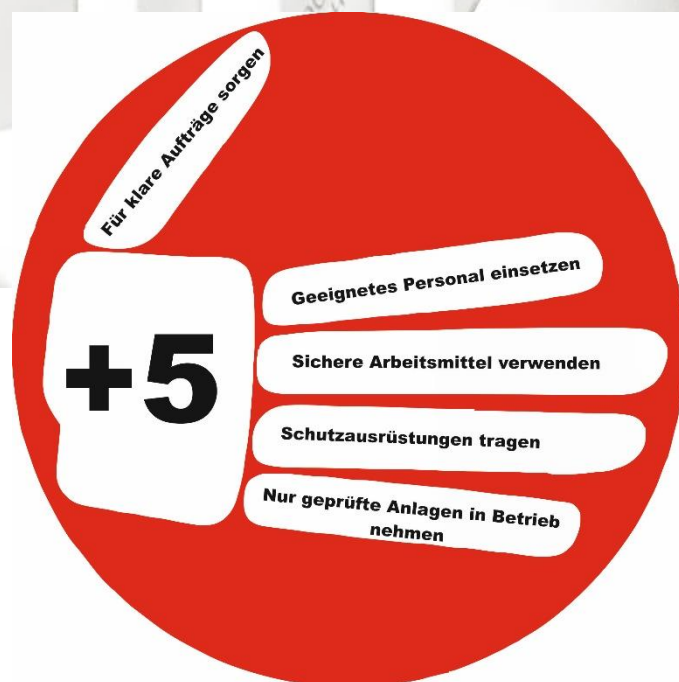 Für klare Aufträge sorgen
Geeignetes Personal einsetzen
+5
Sichere Arbeitsmittel verwenden
Schutzausrüstungen tragen
Nur geprüfte Anlagen in Betrieb
nehmen